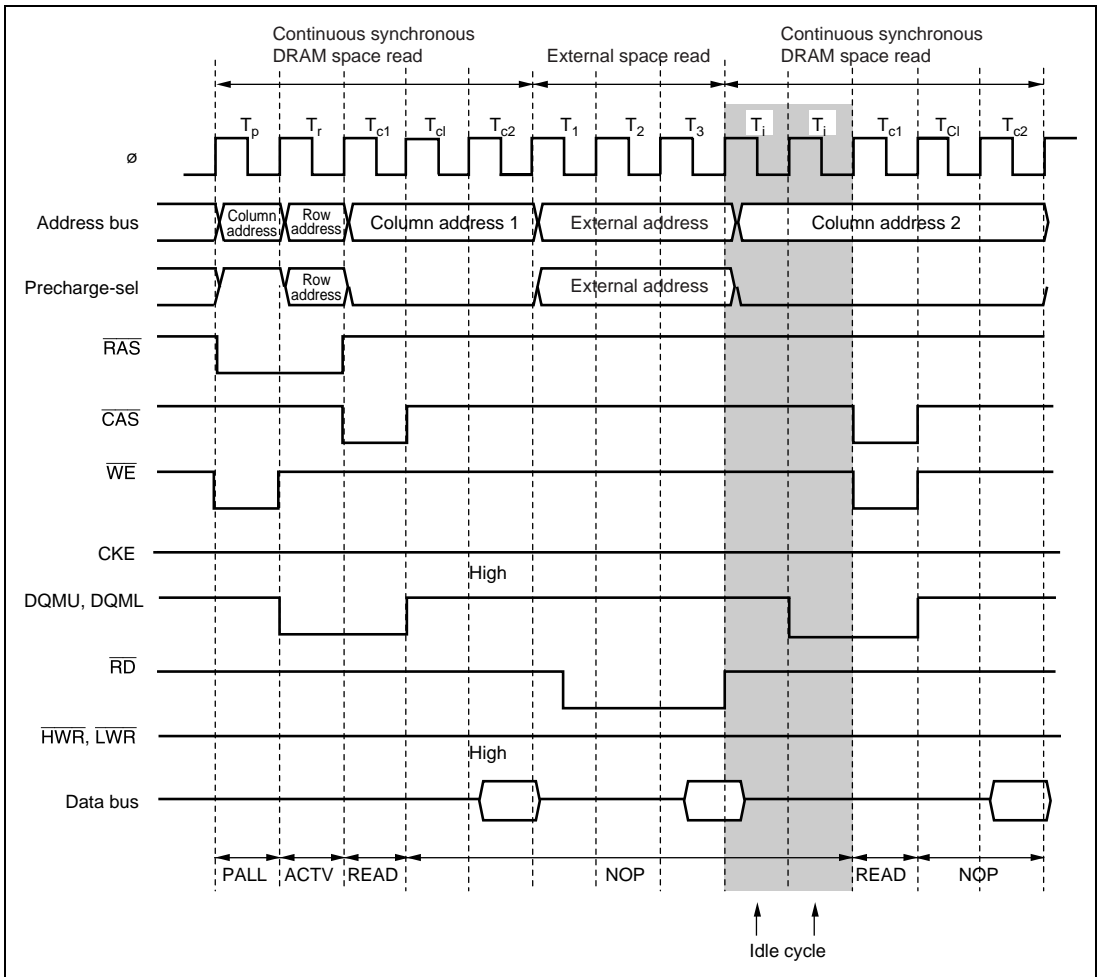 Continuous synchronous
DRAM space read
External space read
Continuous synchronous
DRAM space read
Tp Tr Tc1 Tcl Tc2 T1 T2 T3 Ti Ti Tc1 TCl Tc2
ø
Address bus
Column
address
Row
address
Column address 1
External address
Column address 2
Precharge-sel
Row
address
External address
RAS
CAS
WE
CKE
High
DQMU, DQML
RD
HWR, LWR
High
Data bus
PALL ACTV READ NOP READ NOP
Idle cycle